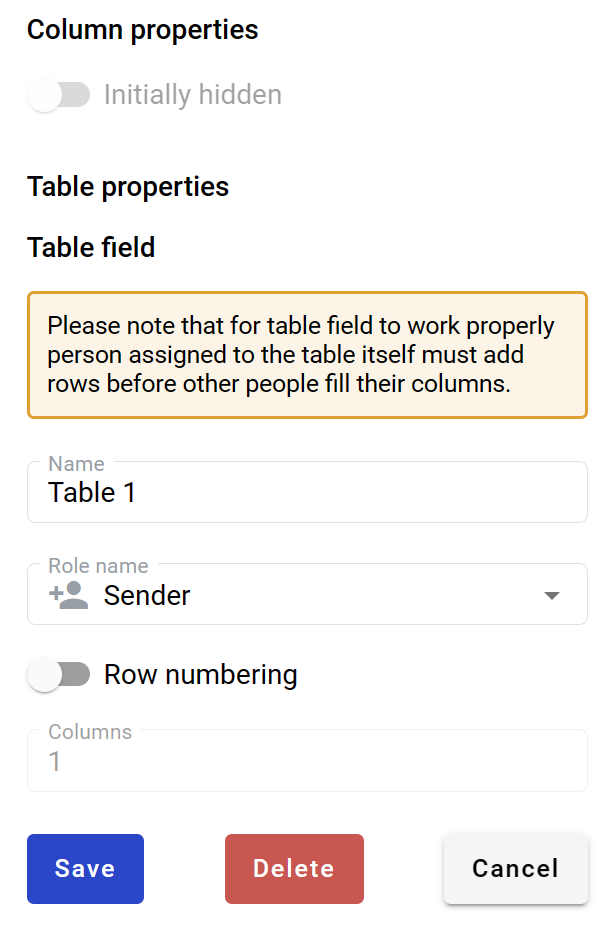 Column properties
Initially hidden
Table properties
Table field
Please note that for table field to work properly
person assigned to the table itself must add
rows before other people fill their columns.
Name
Table 1
Role name
Sender
Row numbering
Columns
1
Save
Delete
Cancel